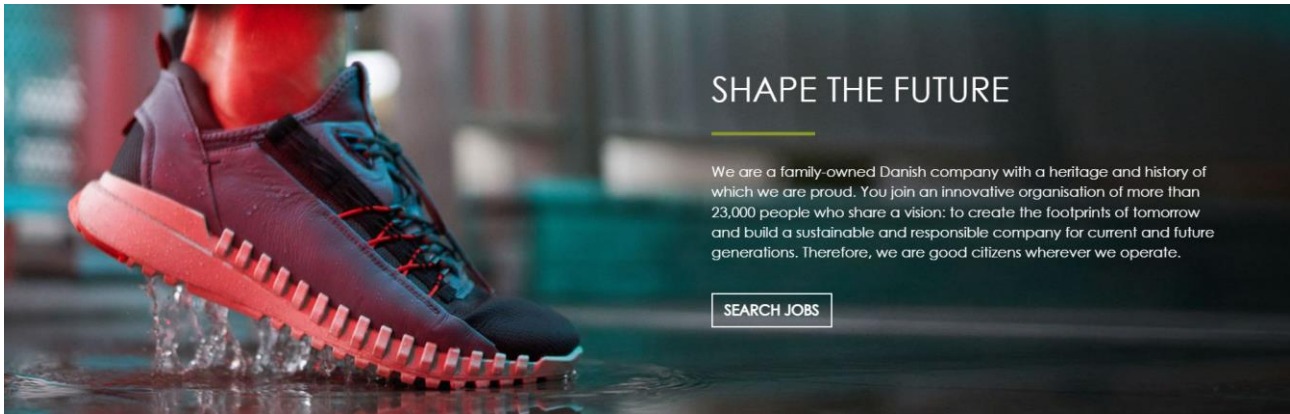 SHAPE THE FUTURE
We are a family-owned Danish company with a heritage and history of
which we are proud. You join an innovative organisation of more than
23,000 people who share a vision: to create the footprints of tomorrow
and build a sustainable and responsible company for current and future
generations. Therefore, we are good citizens wherever we operate.
SEARCH JOBS